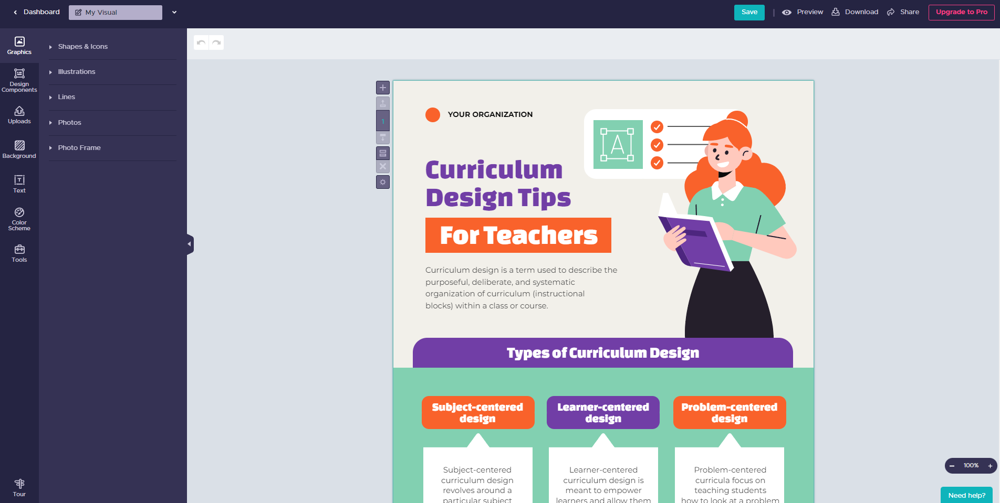 Dashboard
My Visual
Save
Preview
Download
Share
Upgrade to Pro
Graphics
Design
Components
Uploads
Background
Text
Color
Scheme
Tools
Tour
Shapes & Icons
Illustrations
Lines
Photos
Photo Frame
1
YOUR ORGANIZATION
A
Curriculum
Design Tips
For Teachers
Curriculum design is a term used to describe the
purposeful, deliberate, and systematic
organization of curriculum (instructional
blocks) within a class or course.
Types of Curriculum Design
Subject-centered
design
Subject-centered
curriculum design
revolves around a
particular subject
Learner-centered
design
Learner-centered
curriculum design is
meant to empower
learners and allow them
Problem-centered
design
Problem-centered
curricula focus on
teaching students
how to look at a problem
100%
Need help?